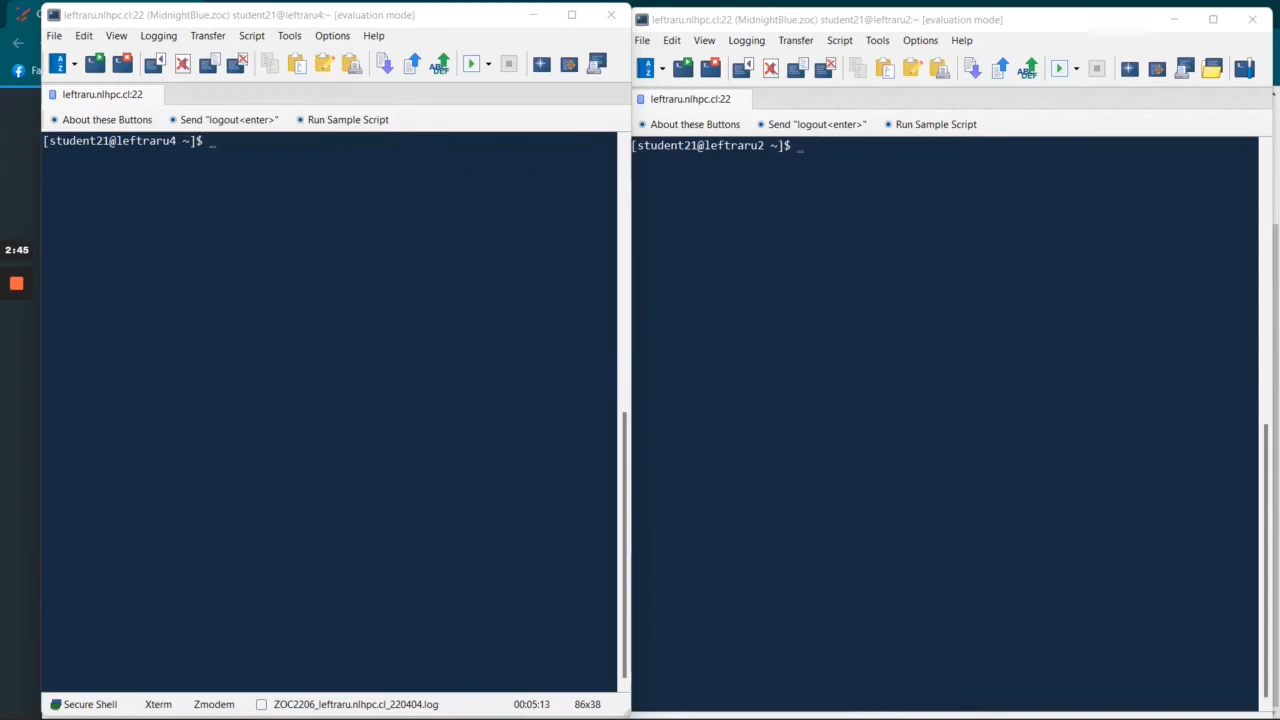 leftraru.nlhpc.cl:22 (MidnightBlue.zoc) student21@leftraru4:~ [evaluation mode]
File Edit View Logging Transfer Script Tools Options Help
leftraru.nlhpc.cl:22
About these Buttons Send "logout<enter>" Run Sample Script
[student21@leftraru4 ~]$ _
Secure Shell Xterm Zmodem ZOC2206_leftraru.nlhpc.cl_220404.log 00:05:13 86x38
leftraru.nlhpc.cl:22 (MidnightBlue.zoc) student21@leftraru2:~ [evaluation mode]
File Edit View Logging Transfer Script Tools Options Help
leftraru.nlhpc.cl:22
About these Buttons Send "logout<enter>" Run Sample Script
[student21@leftraru2 ~]$ _
2:45